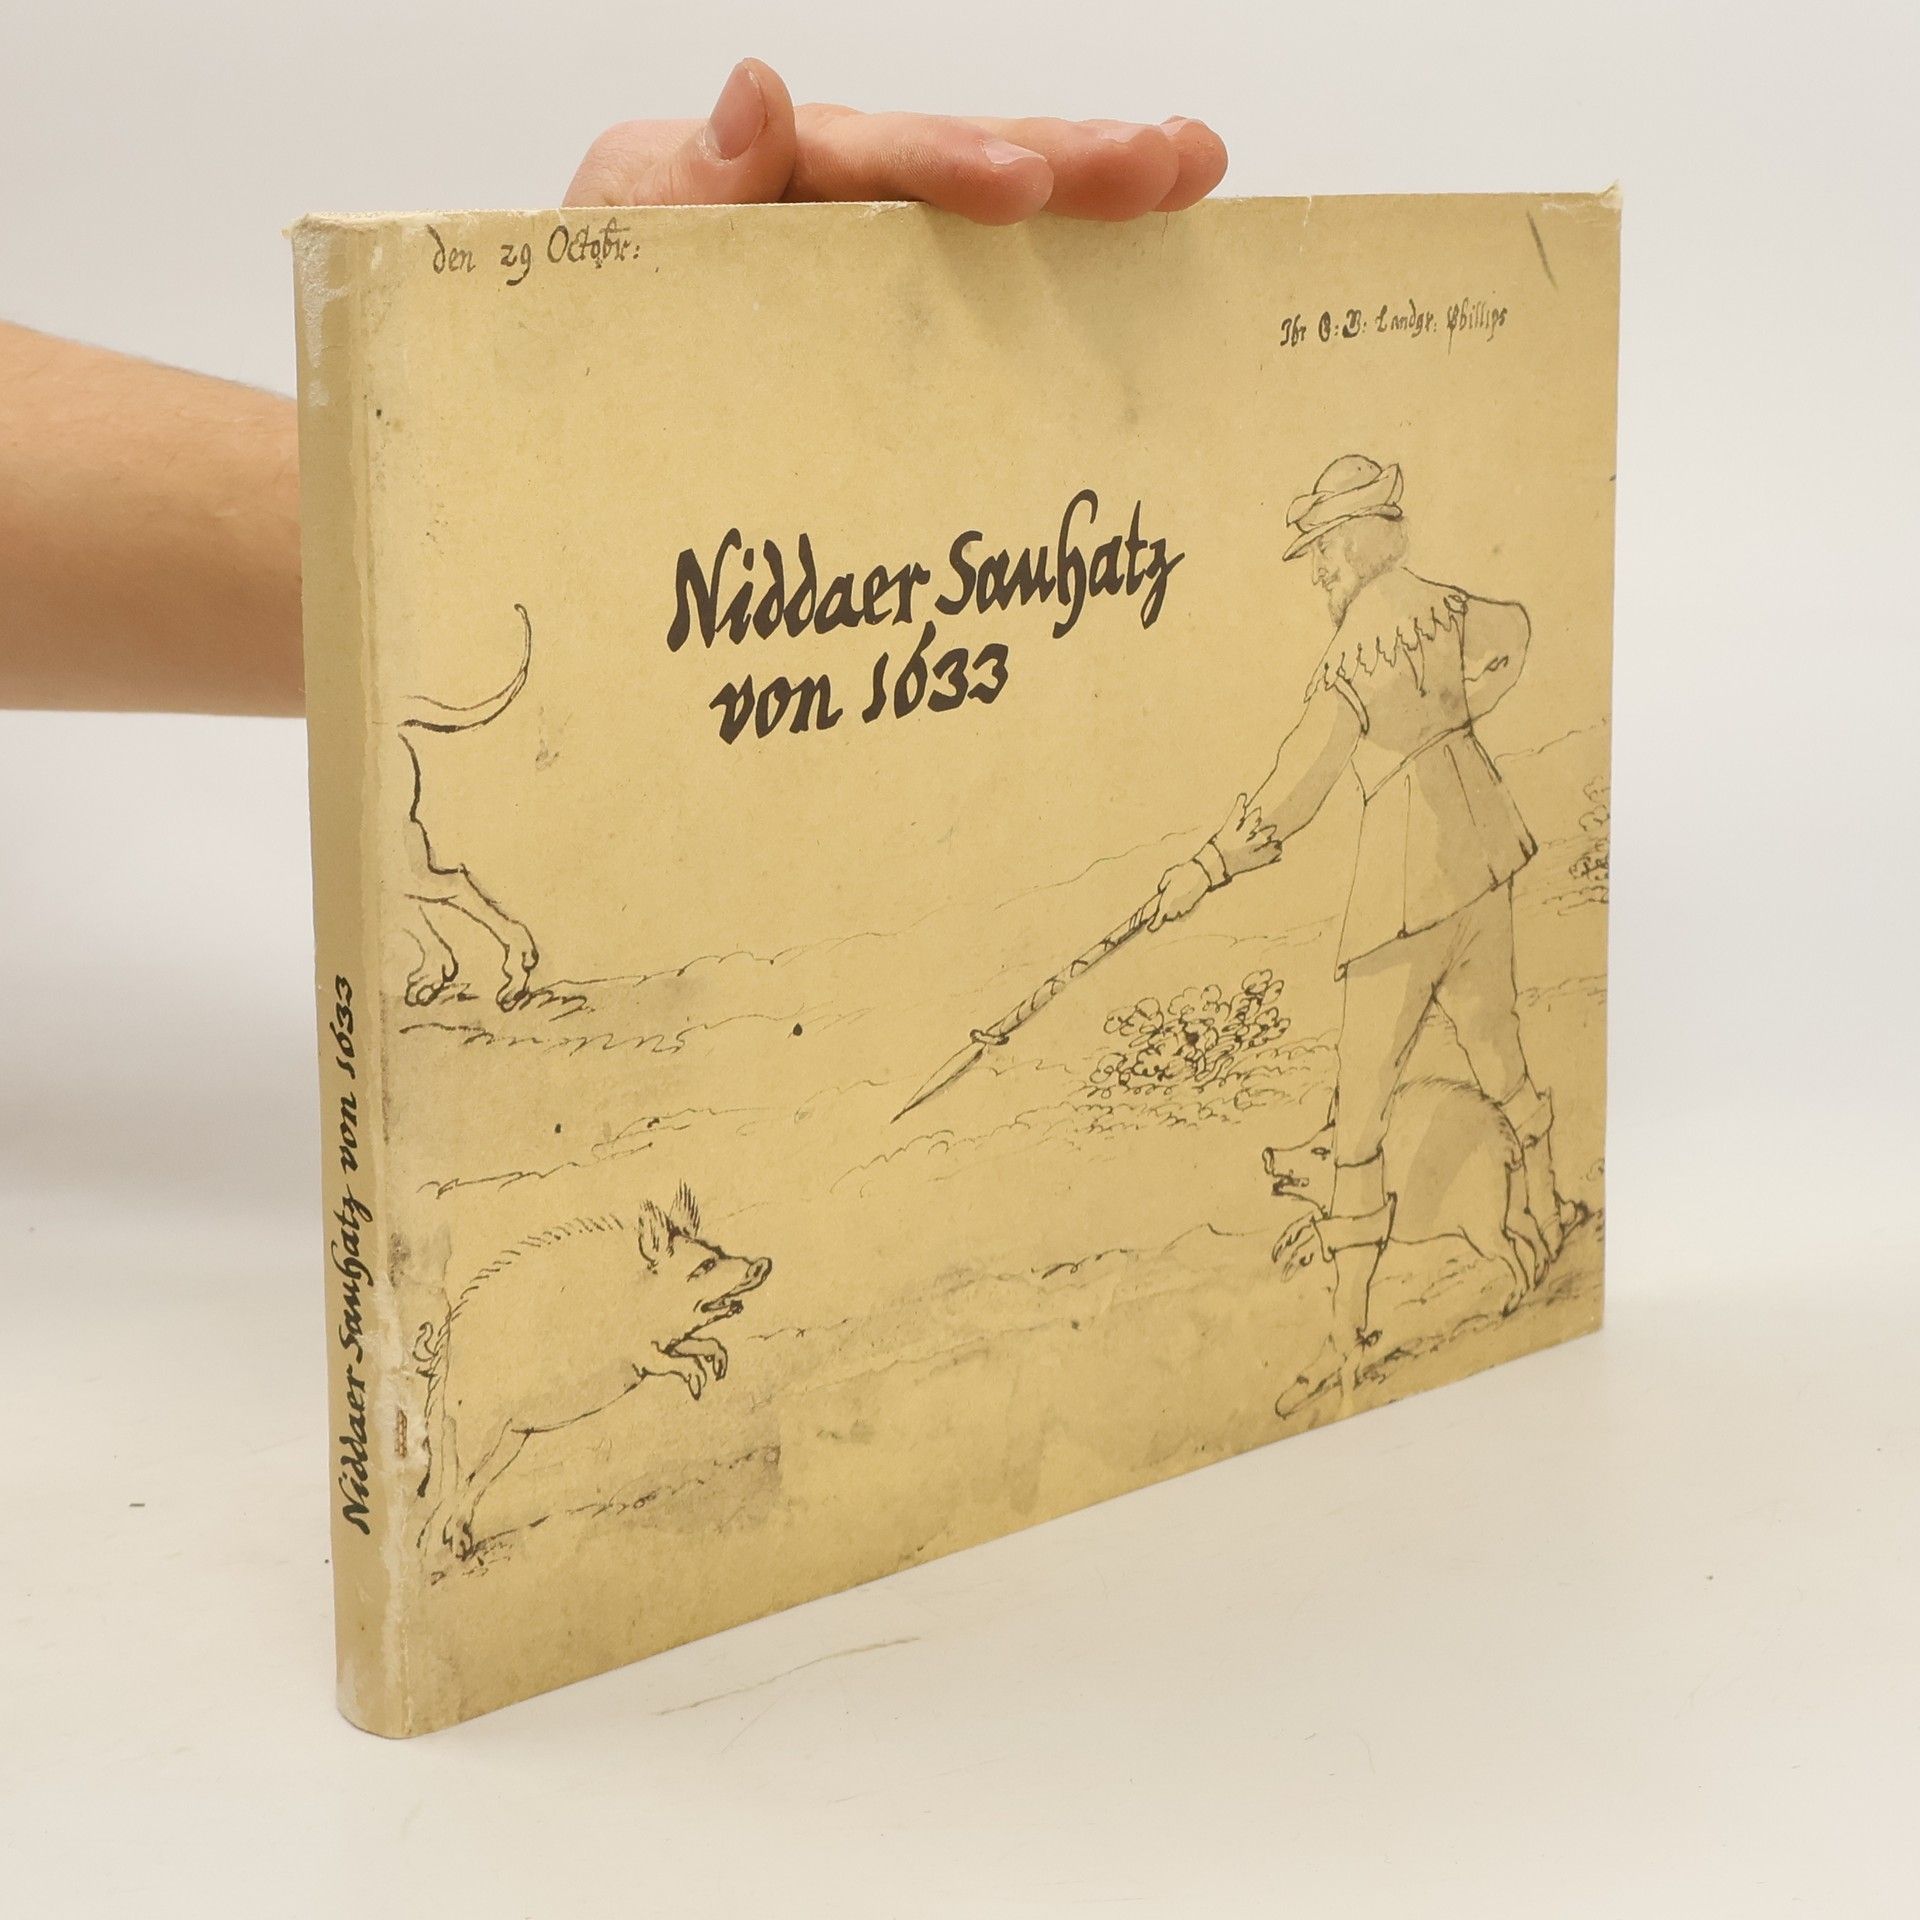 den 29 Octobr:
Ihr G: B: Landgr: Phillips
Niddaer Sauhatz
von 1633
Niddaer Sauhatz von 1633